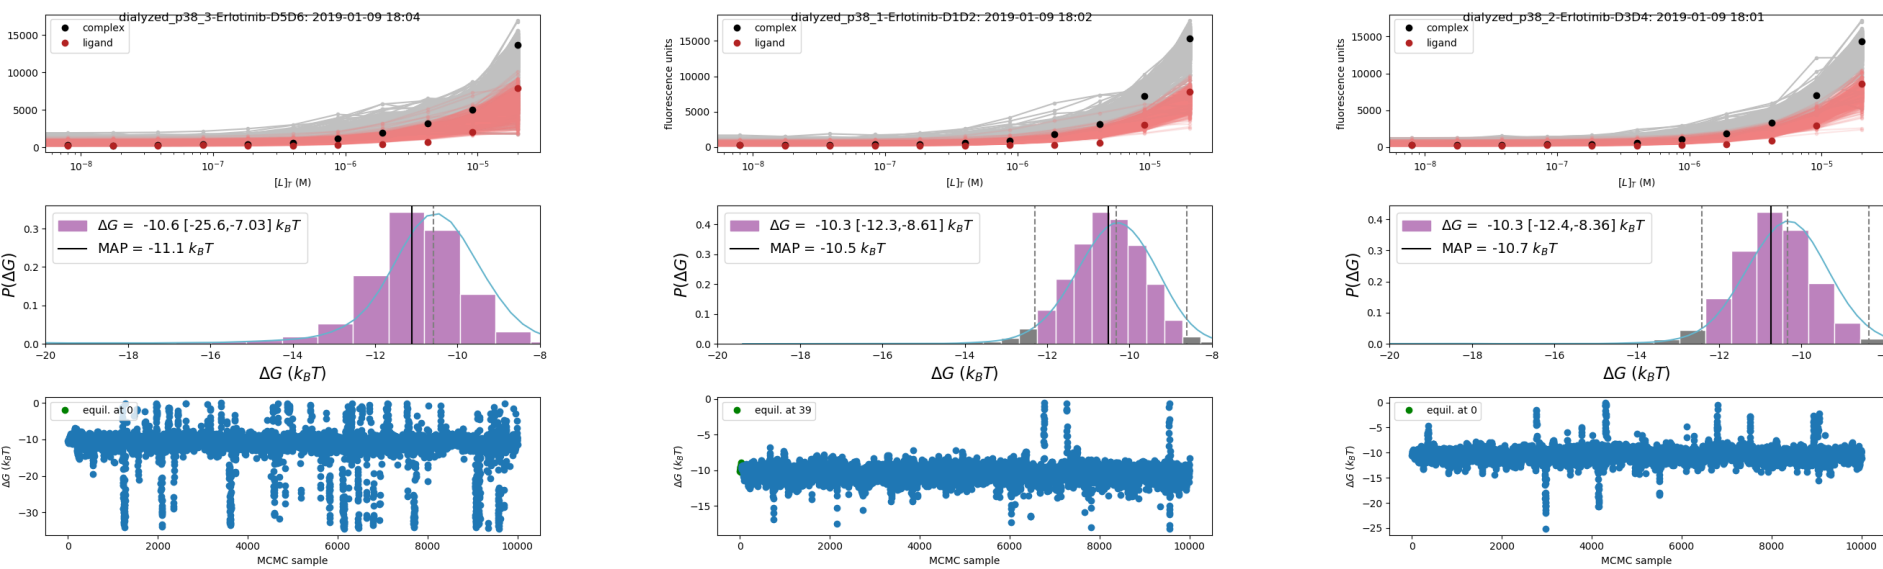 dialyzed_p38_3-Erlotinib-D5D6: 2019-01-09 18:04
complex
ligand
15000
10000
5000
0
10⁻⁸
10⁻⁷
10⁻⁶
10⁻⁵
[L]T (M)
ΔG = -10.6 [-25.6,-7.03] kBT
MAP = -11.1 kBT
P(ΔG)
0.3
0.2
0.1
0.0
−20
−18
−16
−14
−12
−10
−8
ΔG (kBT)
equil. at 0
ΔG (kBT)
0
−10
−20
−30
0
2000
4000
6000
8000
10000
MCMC sample
dialyzed_p38_1-Erlotinib-D1D2: 2019-01-09 18:02
complex
ligand
fluorescence units
15000
10000
5000
0
10⁻⁸
10⁻⁷
10⁻⁶
10⁻⁵
[L]T (M)
ΔG = -10.3 [-12.3,-8.61] kBT
MAP = -10.5 kBT
P(ΔG)
0.4
0.3
0.2
0.1
0.0
−20
−18
−16
−14
−12
−10
−8
ΔG (kBT)
equil. at 39
ΔG (kBT)
0
−5
−10
−15
0
2000
4000
6000
8000
10000
MCMC sample
dialyzed_p38_2-Erlotinib-D3D4: 2019-01-09 18:01
complex
ligand
fluorescence units
15000
10000
5000
0
10⁻⁸
10⁻⁷
10⁻⁶
10⁻⁵
[L]T (M)
ΔG = -10.3 [-12.4,-8.36] kBT
MAP = -10.7 kBT
P(ΔG)
0.4
0.3
0.2
0.1
0.0
−20
−18
−16
−14
−12
−10
−8
ΔG (kBT)
equil. at 0
ΔG (kBT)
0
−5
−10
−15
−20
−25
0
2000
4000
6000
8000
10000
MCMC sample